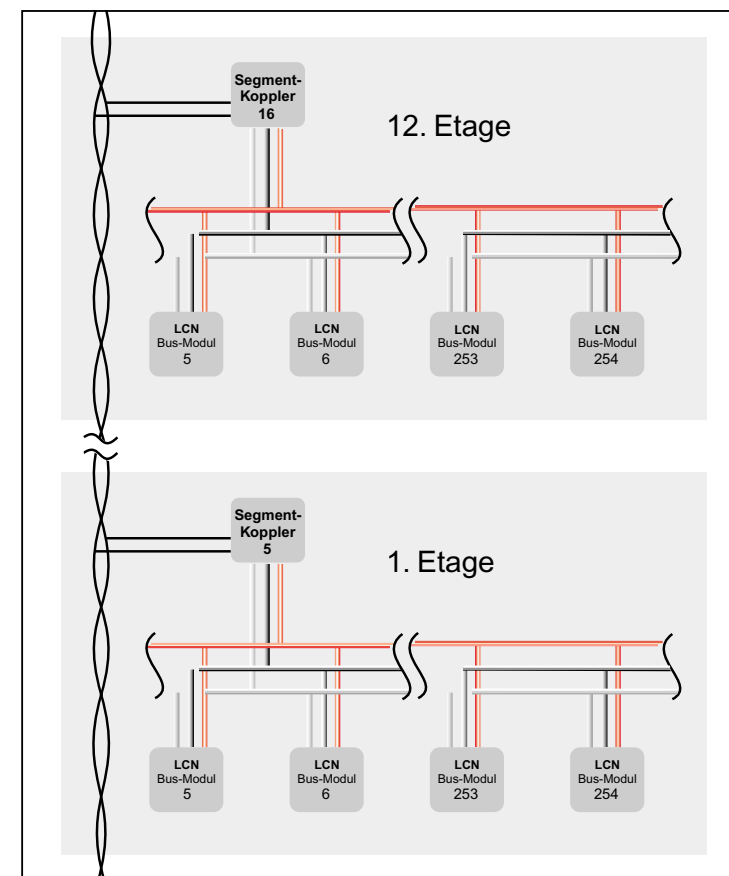 Segment-
Koppler
16
12. Etage
LCN
Bus-Modul
5
LCN
Bus-Modul
6
LCN
Bus-Modul
253
LCN
Bus-Modul
254
Segment-
Koppler
5
1. Etage
LCN
Bus-Modul
5
LCN
Bus-Modul
6
LCN
Bus-Modul
253
LCN
Bus-Modul
254